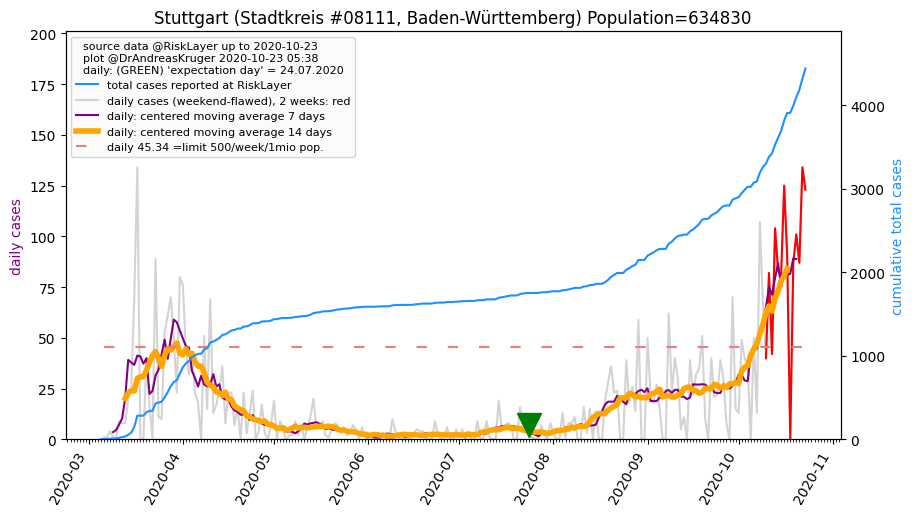 Stuttgart (Stadtkreis #08111, Baden-Württemberg) Population=634830
source data @RiskLayer up to 2020-10-23
plot @DrAndreasKruger 2020-10-23 05:38
daily: (GREEN) 'expectation day' = 24.07.2020
total cases reported at RiskLayer
daily cases (weekend-flawed), 2 weeks: red
daily: centered moving average 7 days
daily: centered moving average 14 days
daily 45.34 =limit 500/week/1mio pop.
daily cases
200
175
150
125
100
75
50
25
0
cumulative total cases
4000
3000
2000
1000
0
2020-03
2020-04
2020-05
2020-06
2020-07
2020-08
2020-09
2020-10
2020-11